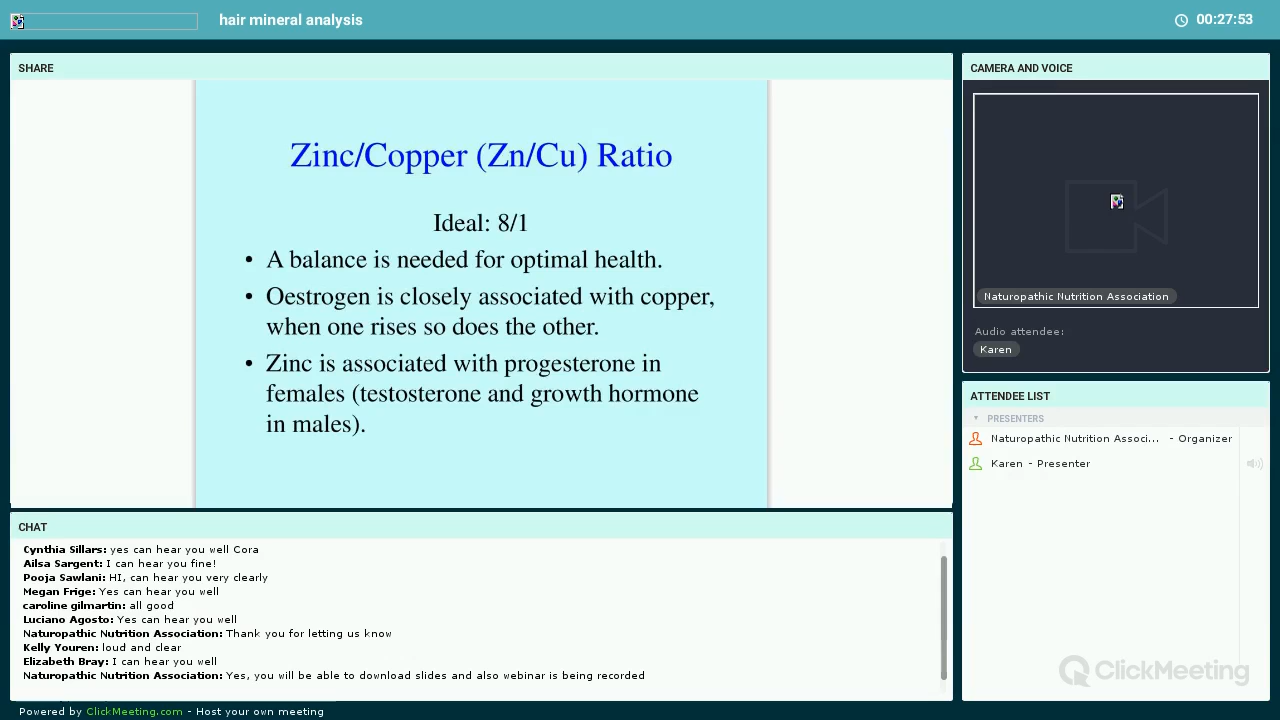 hair mineral analysis
00:27:53
SHARE
Zinc/Copper (Zn/Cu) Ratio
Ideal: 8/1
• A balance is needed for optimal health.
• Oestrogen is closely associated with copper,
when one rises so does the other.
• Zinc is associated with progesterone in
females (testosterone and growth hormone
in males).
CAMERA AND VOICE
Naturopathic Nutrition Association
Audio attendee:
Karen
ATTENDEE LIST
PRESENTERS
Naturopathic Nutrition Associ... - Organizer
Karen - Presenter
CHAT
Cynthia Sillars: yes can hear you well Cora
Ailsa Sargent: I can hear you fine!
Pooja Sawlani: HI, can hear you very clearly
Megan Frige: Yes can hear you well
caroline gilmartin: all good
Luciano Agosto: Yes can hear you well
Naturopathic Nutrition Association: Thank you for letting us know
Kelly Youren: loud and clear
Elizabeth Bray: I can hear you well
Naturopathic Nutrition Association: Yes, you will be able to download slides and also webinar is being recorded
ClickMeeting
Powered by ClickMeeting.com - Host your own meeting